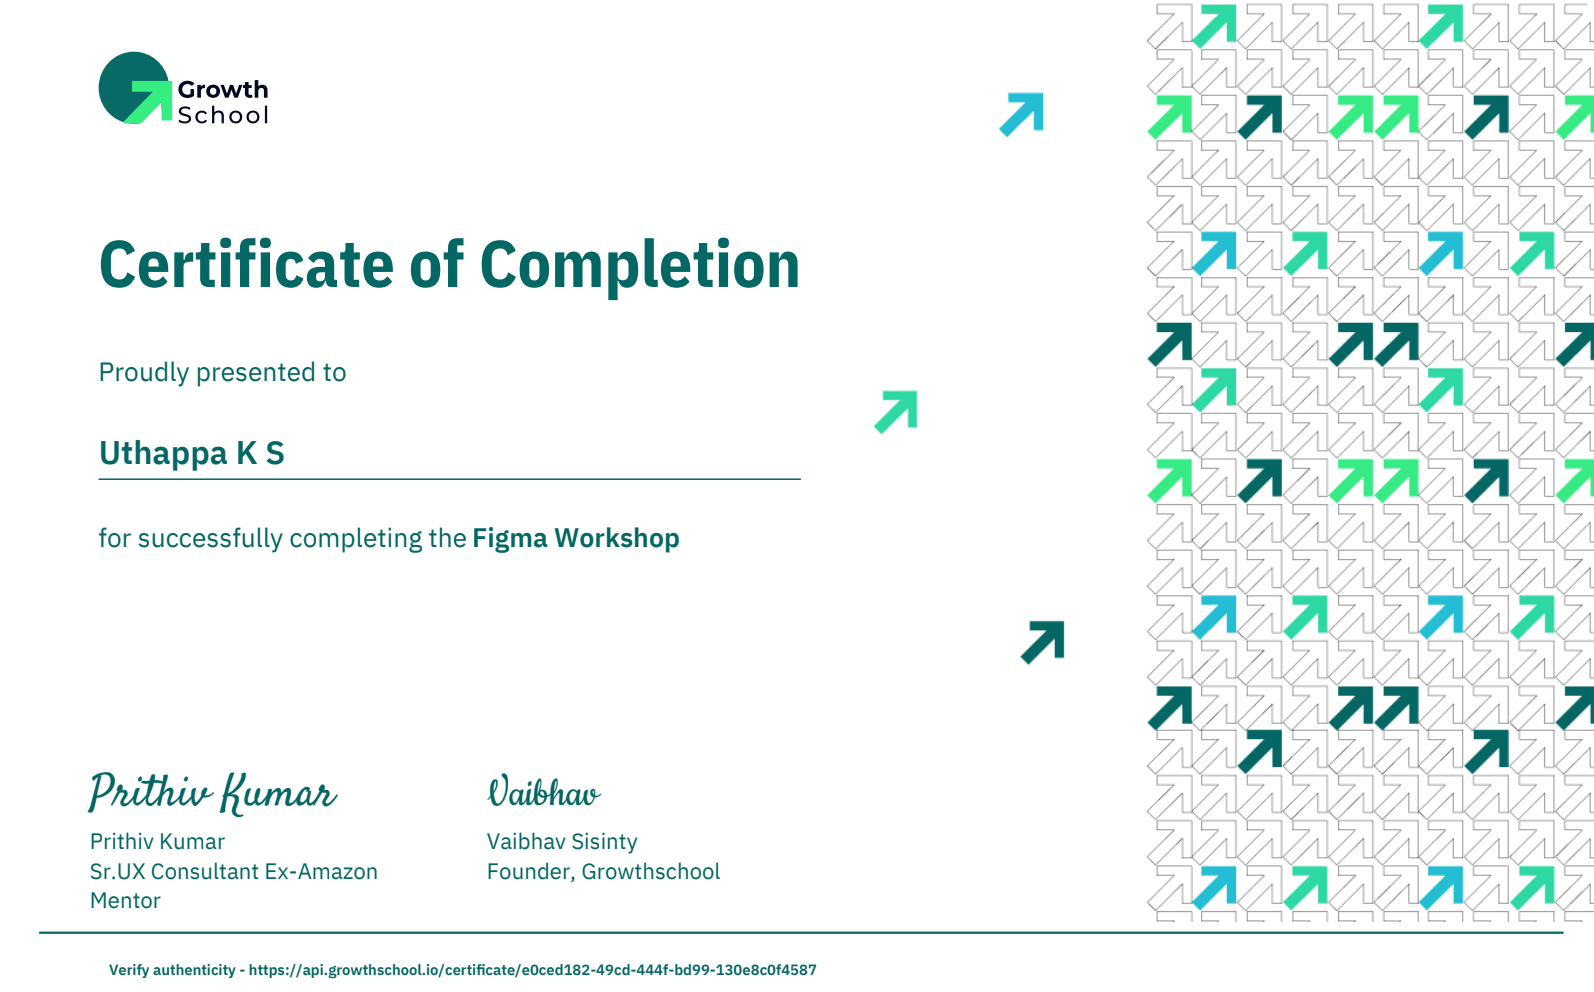 Growth
School
Certificate of Completion
Proudly presented to
Uthappa K S
for successfully completing the Figma Workshop
Prithiv Kumar
Vaibhav
Prithiv Kumar
Vaibhav Sisinty
Sr.UX Consultant Ex-Amazon
Founder, Growthschool
Mentor
Verify authenticity - https://api.growthschool.io/certificate/e0ced182-49cd-444f-bd99-130e8c0f4587